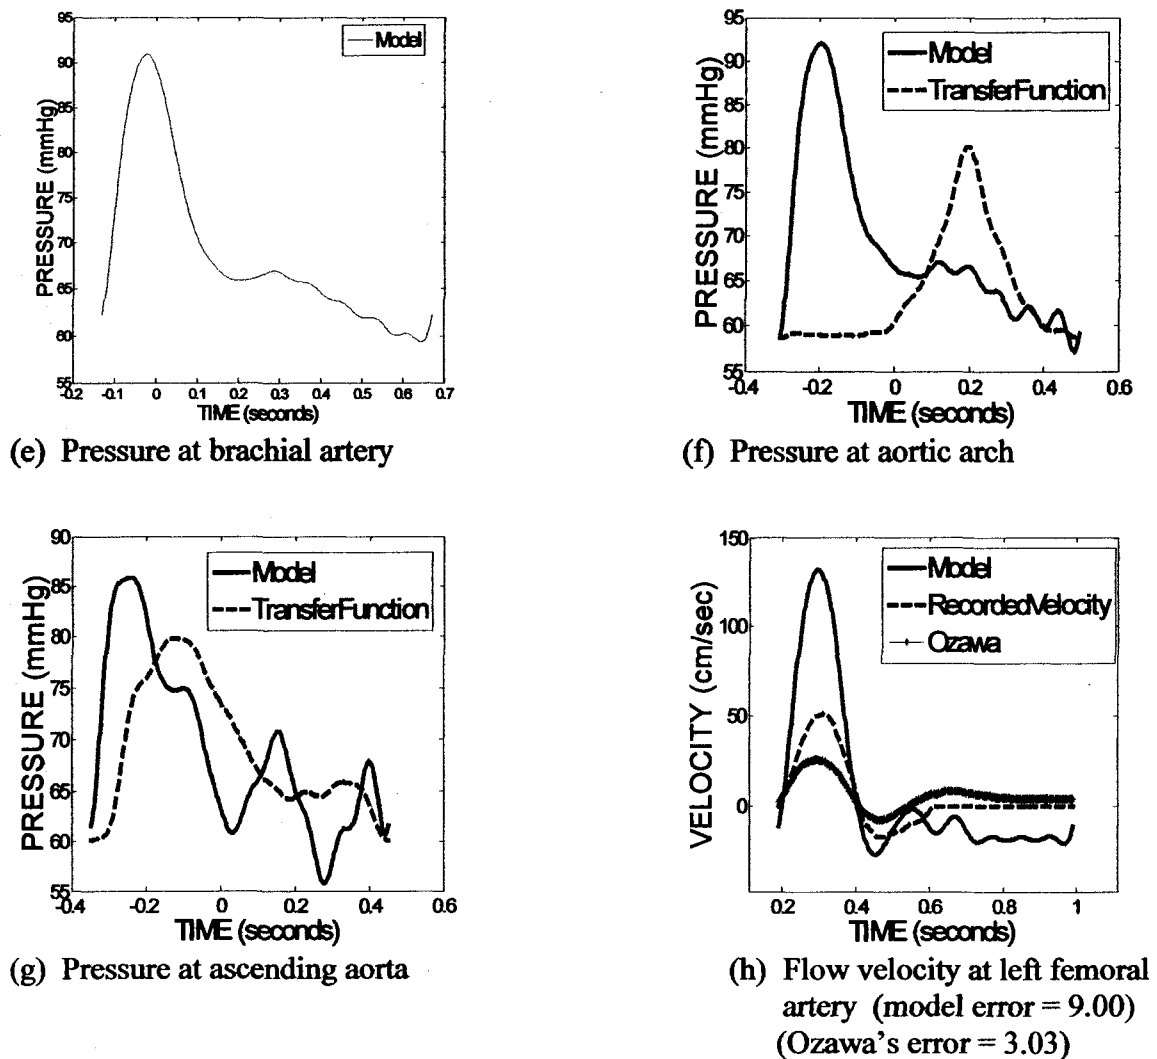 95
90
85
80
75
70
65
60
55
PRESSURE (mmHg)
Model
-0.2 -0.1 0 0.1 0.2 0.3 0.4 0.5 0.6 0.7
TIME (seconds)
(e) Pressure at brachial artery
95
90
85
80
75
70
65
60
55
PRESSURE (mmHg)
Model
TransferFunction
-0.4 -0.2 0 0.2 0.4 0.6
TIME (seconds)
(f) Pressure at aortic arch
90
85
80
75
70
65
60
55
PRESSURE (mmHg)
Model
TransferFunction
-0.4 -0.2 0 0.2 0.4 0.6
TIME (seconds)
(g) Pressure at ascending aorta
150
100
50
0
VELOCITY (cm/sec)
Model
RecordedVelocity
Ozawa
0.2 0.4 0.6 0.8 1
TIME (seconds)
(h) Flow velocity at left femoral
artery (model error = 9.00)
(Ozawa's error = 3.03)